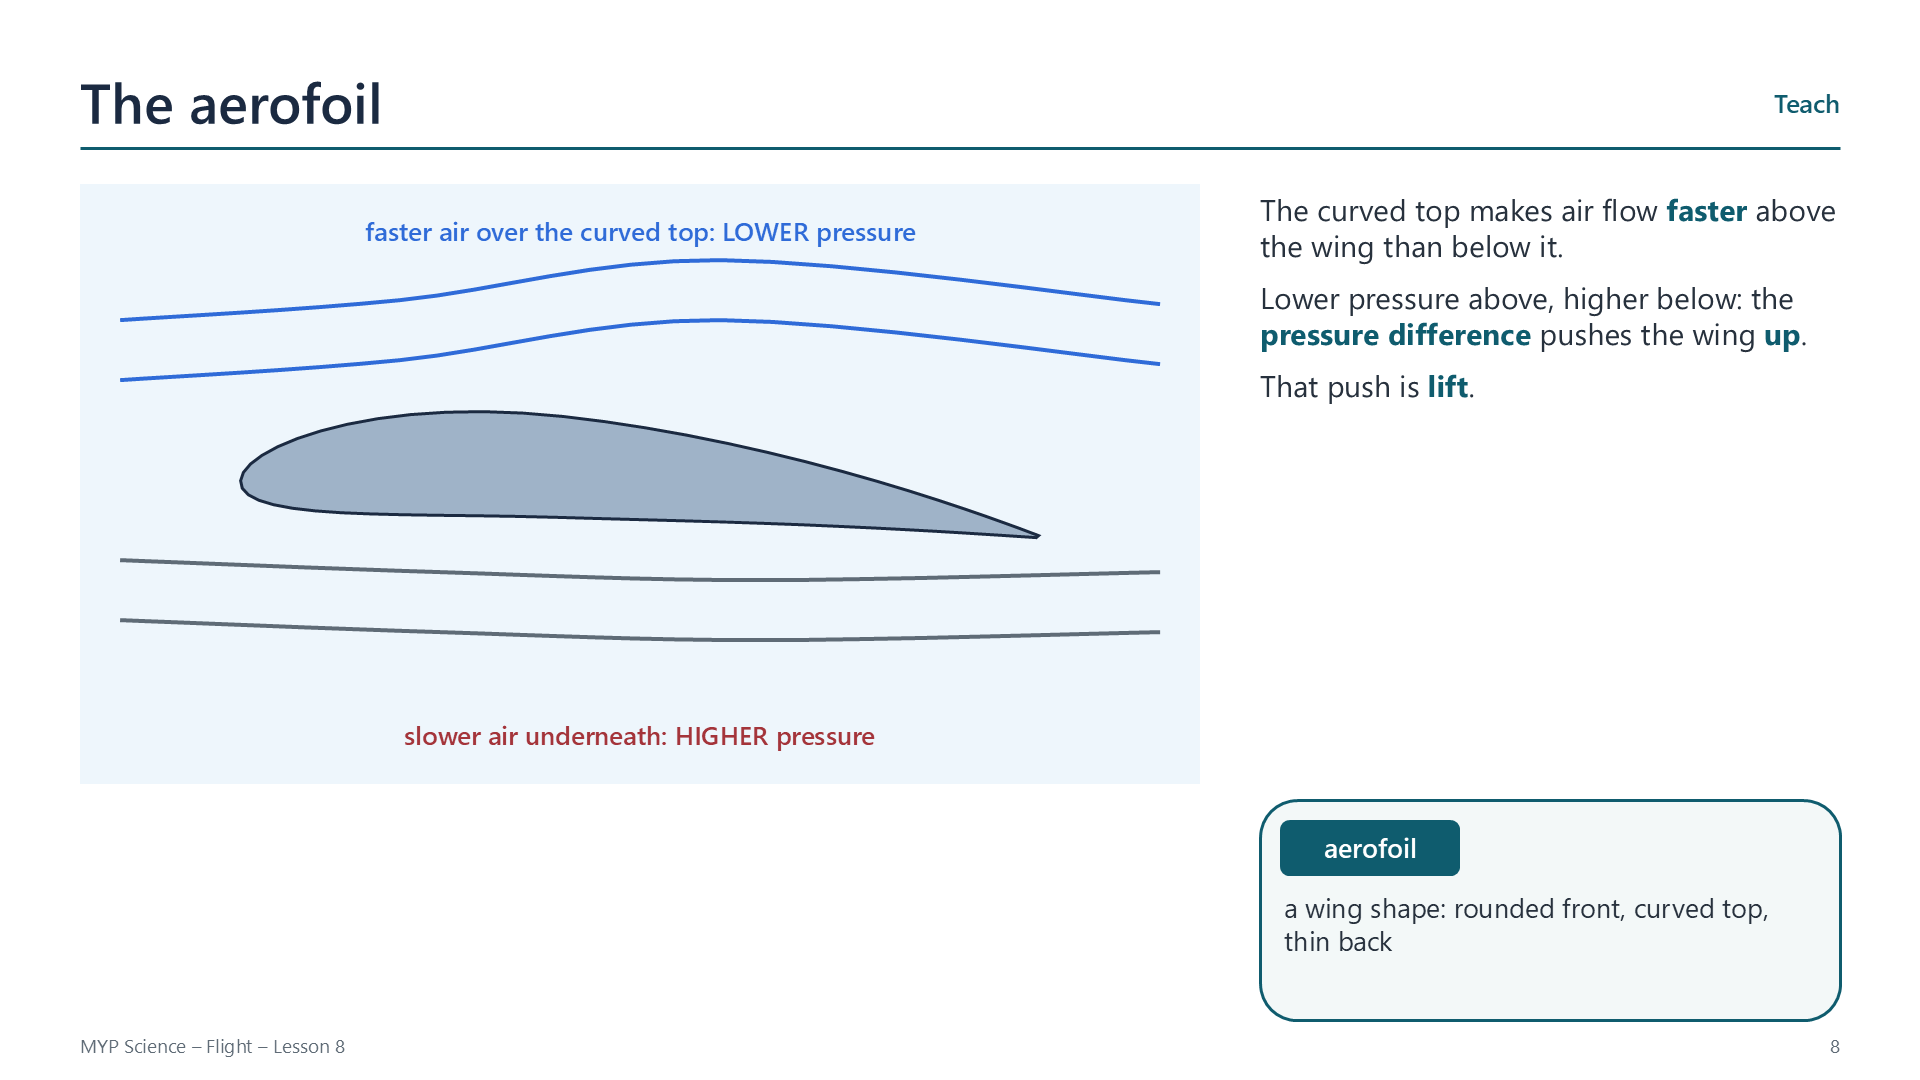 The aerofoil
Teach
faster air over the curved top: LOWER pressure
slower air underneath: HIGHER pressure
The curved top makes air flow faster above
the wing than below it.
Lower pressure above, higher below: the
pressure difference pushes the wing up.
That push is lift.
aerofoil
a wing shape: rounded front, curved top,
thin back
MYP Science – Flight – Lesson 8
8